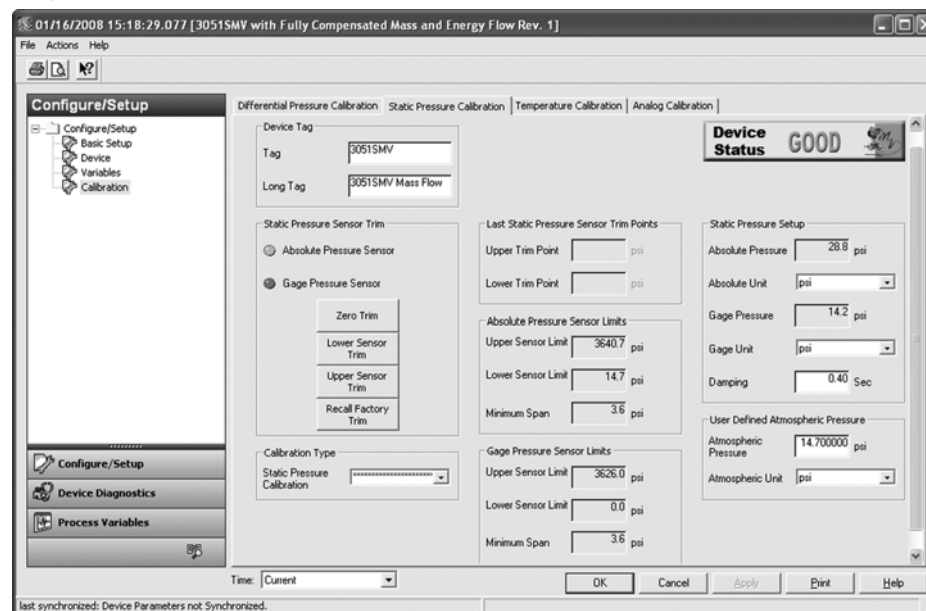 01/16/2008 15:18:29.077 [3051SMV with Fully Compensated Mass and Energy Flow Rev. 1]
File Actions Help
Configure/Setup
Configure/Setup
Basic Setup
Device
Variables
Calibration
Configure/Setup
Device Diagnostics
Process Variables
Differential Pressure Calibration Static Pressure Calibration Temperature Calibration Analog Calibration
Device Tag
Tag 3051SMV
Long Tag 3051SMV Mass Flow
Device Status GOOD
Static Pressure Sensor Trim
Absolute Pressure Sensor
Gage Pressure Sensor
Zero Trim
Lower Sensor Trim
Upper Sensor Trim
Recall Factory Trim
Calibration Type
Static Pressure Calibration
Last Static Pressure Sensor Trim Points
Upper Trim Point psi
Lower Trim Point psi
Absolute Pressure Sensor Limits
Upper Sensor Limit 3640.7 psi
Lower Sensor Limit 14.7 psi
Minimum Span 3.6 psi
Gage Pressure Sensor Limits
Upper Sensor Limit 3626.0 psi
Lower Sensor Limit 0.0 psi
Minimum Span 3.6 psi
Static Pressure Setup
Absolute Pressure 28.8 psi
Absolute Unit psi
Gage Pressure 14.2 psi
Gage Unit psi
Damping 0.40 Sec
User Defined Atmospheric Pressure
Atmospheric Pressure 14.700000 psi
Atmospheric Unit psi
Time: Current
OK Cancel Apply Print Help
last synchronized: Device Parameters not Synchronized.